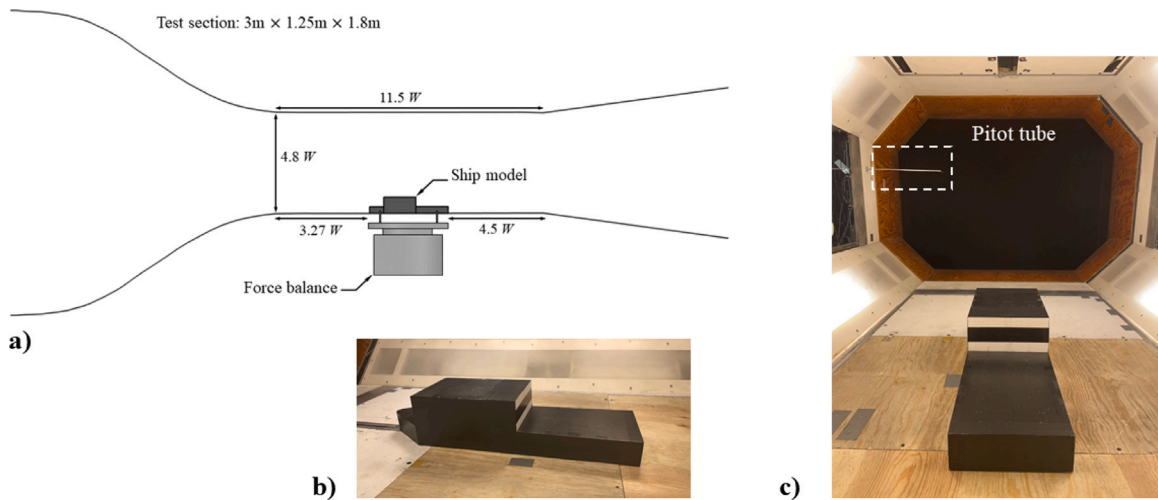 Test section: 3m × 1.25m × 1.8m
11.5 W
4.8 W
Ship model
3.27 W
4.5 W
Force balance
a)
b)
Pitot tube
c)